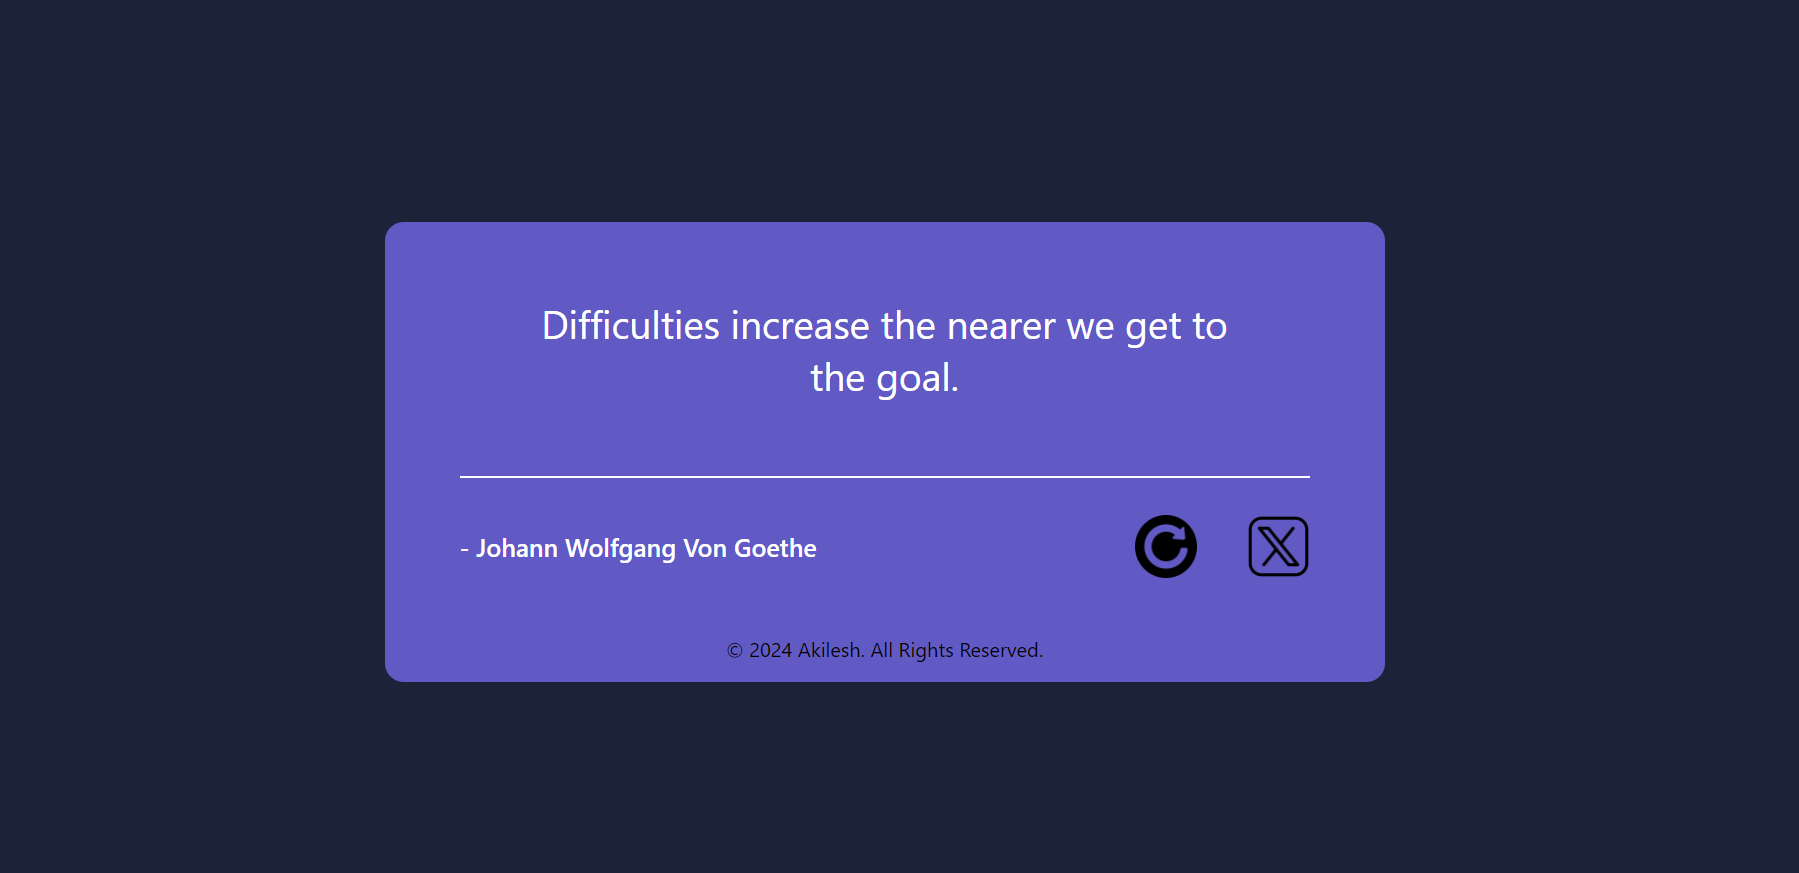 Difficulties increase the nearer we get to
the goal.
- Johann Wolfgang Von Goethe
© 2024 Akilesh. All Rights Reserved.